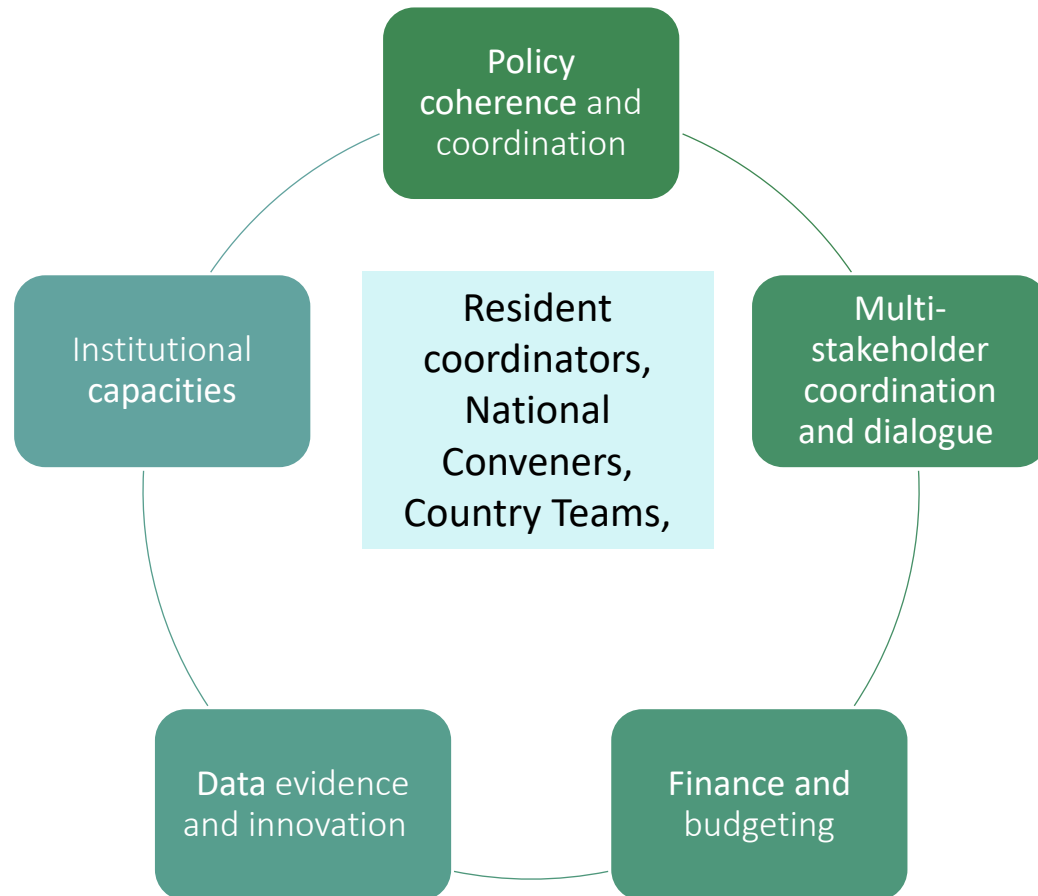 Policy
coherence and
coordination
Multi-
stakeholder
coordination
and dialogue
Finance and
budgeting
Data evidence
and innovation
Institutional
capacities
Resident
coordinators,
National
Conveners,
Country Teams,